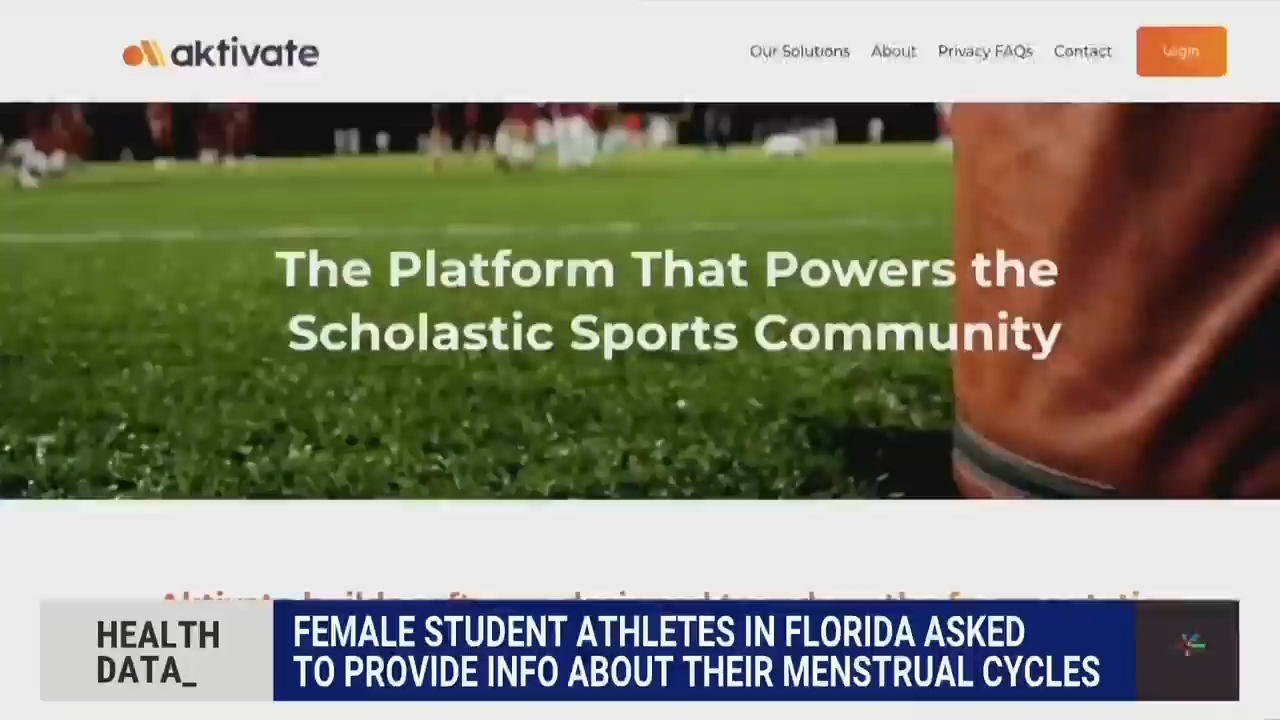 aktivate
Our Solutions About Privacy FAQs Contact Login
The Platform That Powers the
Scholastic Sports Community
HEALTH
DATA_
FEMALE STUDENT ATHLETES IN FLORIDA ASKED
TO PROVIDE INFO ABOUT THEIR MENSTRUAL CYCLES